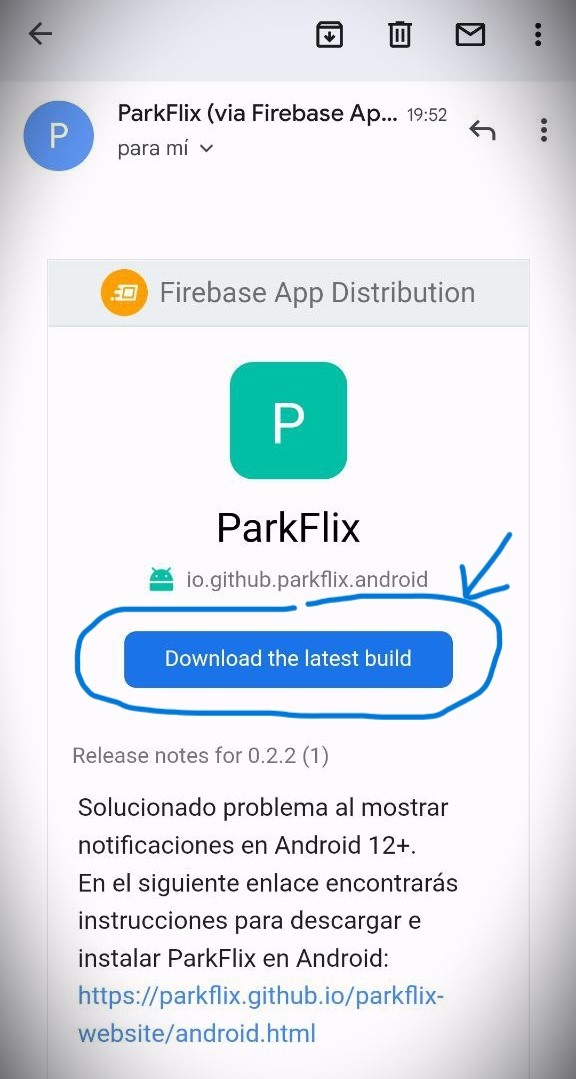 P
ParkFlix (via Firebase Ap... 19:52
para mí
Firebase App Distribution
P
ParkFlix
io.github.parkflix.android
Download the latest build
Release notes for 0.2.2 (1)
Solucionado problema al mostrar
notificaciones en Android 12+.
En el siguiente enlace encontrarás
instrucciones para descargar e
instalar ParkFlix en Android:
https://parkflix.github.io/parkflix-
website/android.html